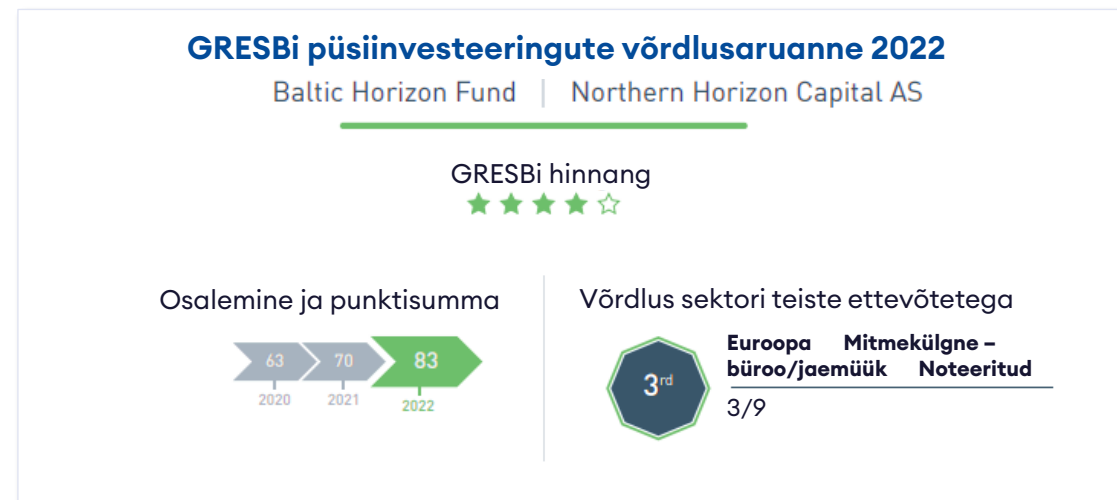 GRESBi püsiinvesteeringute võrdlusaruanne 2022
Baltic Horizon Fund | Northern Horizon Capital AS
GRESBi hinnang
Osalemine ja punktisumma
63 70 83
2020 2021 2022
Võrdlus sektori teiste ettevõtetega
3rd
Euroopa Mitmekülgne –
büroo/jaemüük Noteeritud
3/9